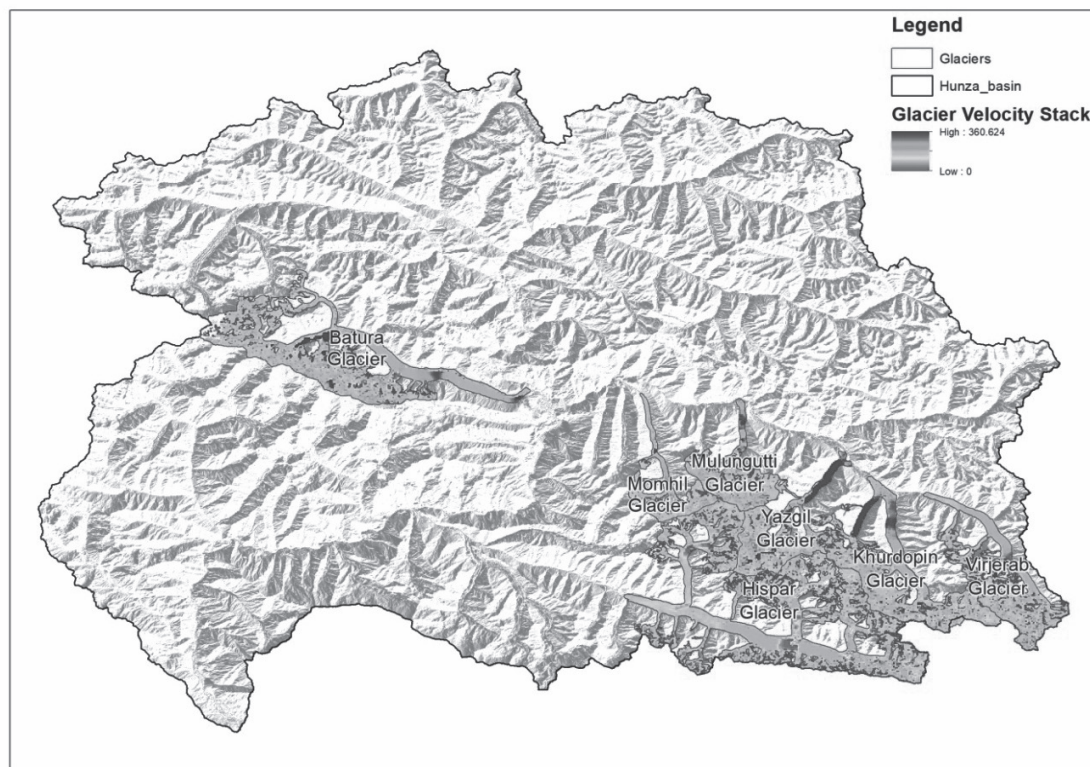 Legend
Glaciers
Hunza_basin
Glacier Velocity Stack
High : 360.624
Low : 0
Batura
Glacier
Mulungutti
Glacier
Momhil
Glacier
Yazgil
Glacier
Khurdopin
Glacier
Virjerab
Glacier
Hispar
Glacier